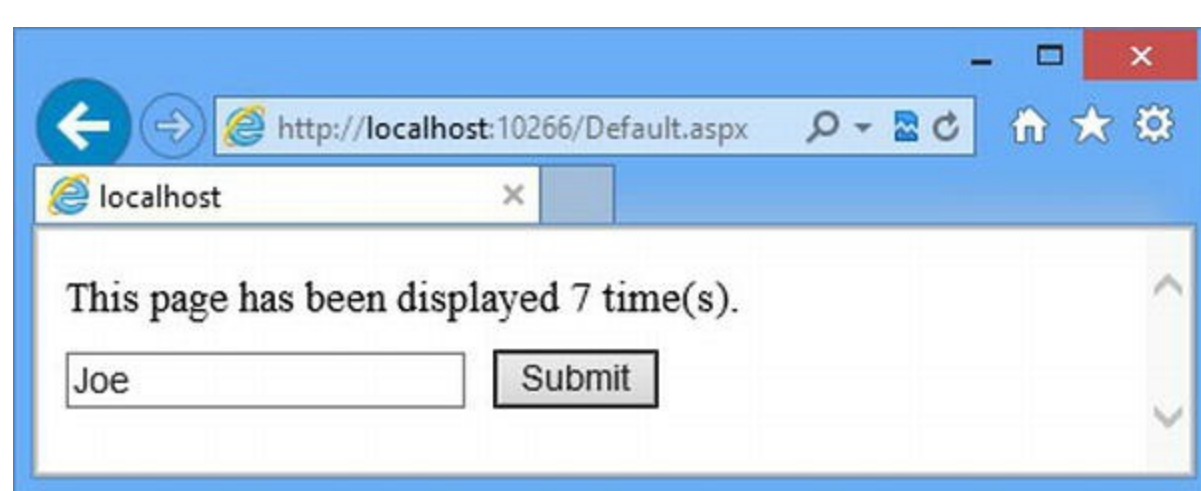 http://localhost:10266/Default.aspx
localhost
This page has been displayed 7 time(s).
Joe
Submit